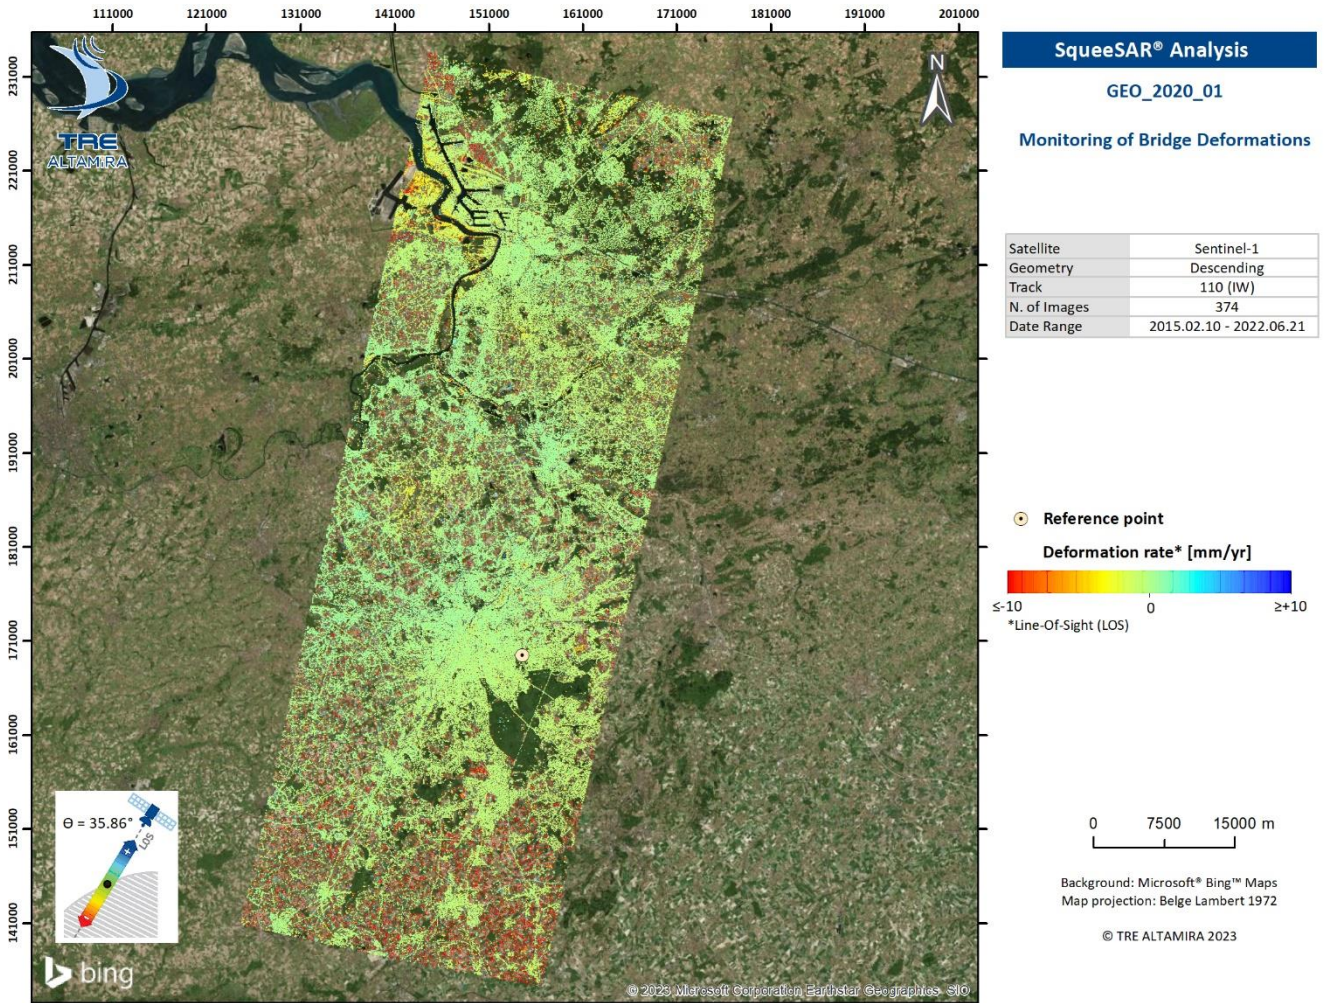 111000 121000 131000 141000 151000 161000 171000 181000 191000 201000
231000
221000
211000
201000
191000
181000
171000
161000
151000
141000
TRE
ALTAMIRA
N
Θ = 35.86°
LOS
+
-
bing
© 2023 Microsoft Corporation Earthstar Geographics SIO
SqueeSAR® Analysis
GEO_2020_01
Monitoring of Bridge Deformations
Satellite Sentinel-1
Geometry Descending
Track 110 (IW)
N. of Images 374
Date Range 2015.02.10 - 2022.06.21
Reference point
Deformation rate* [mm/yr]
≤-10 0 ≥+10
*Line-Of-Sight (LOS)
0 7500 15000 m
Background: Microsoft® Bing™ Maps
Map projection: Belge Lambert 1972
© TRE ALTAMIRA 2023